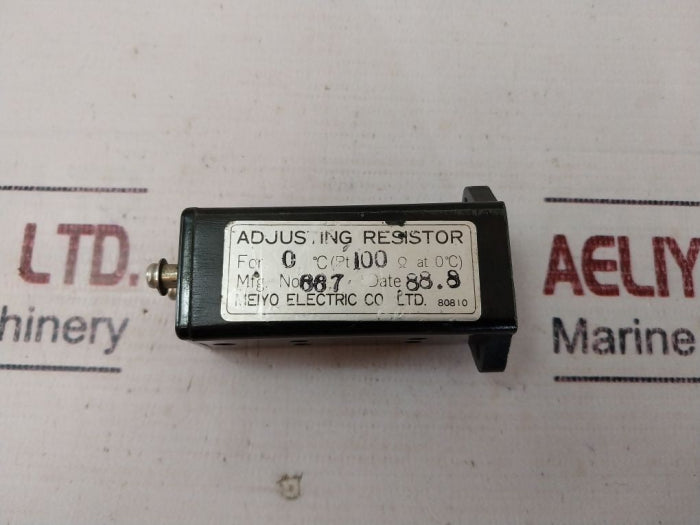 LTD.
chinery
ADJUSTING RESISTOR
For 0 °C (Pt 100 Ω at 0°C)
Mfg. No 887 Date 88.8
MEIYO ELECTRIC CO LTD. 80810
AELIY
Marine